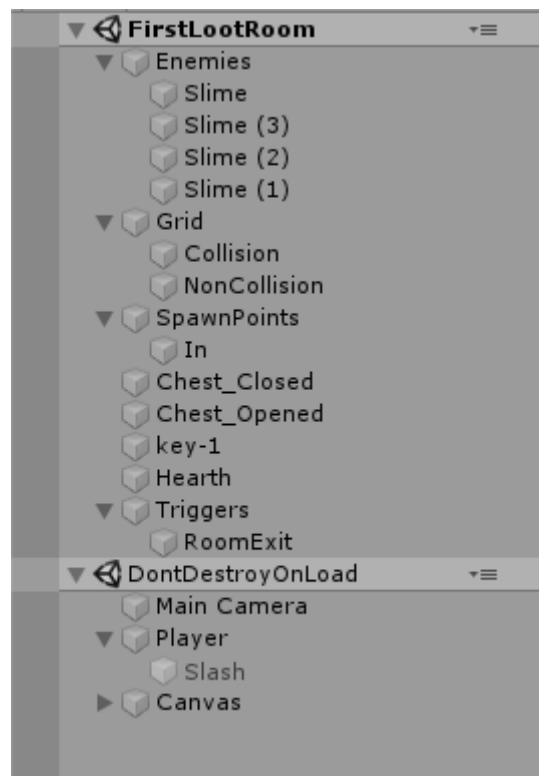 FirstLootRoom
Enemies
Slime
Slime (3)
Slime (2)
Slime (1)
Grid
Collision
NonCollision
SpawnPoints
In
Chest_Closed
Chest_Opened
key-1
Hearth
Triggers
RoomExit
DontDestroyOnLoad
Main Camera
Player
Slash
Canvas